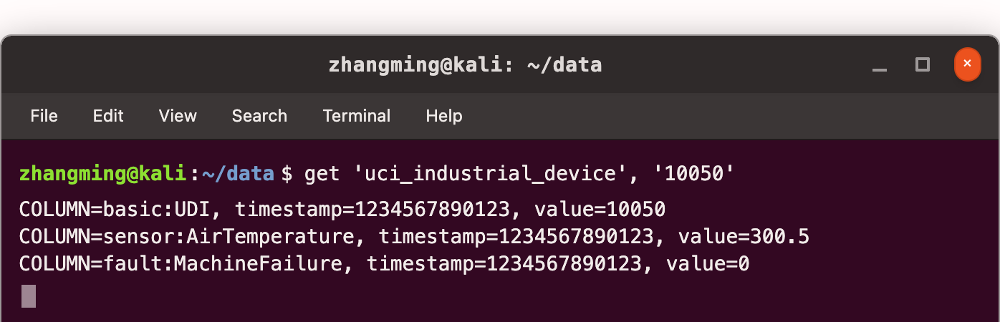 zhangming@kali: ~/data
File Edit View Search Terminal Help
zhangming@kali:~/data $ get 'uci_industrial_device', '10050'
COLUMN=basic:UDI, timestamp=1234567890123, value=10050
COLUMN=sensor:AirTemperature, timestamp=1234567890123, value=300.5
COLUMN=fault:MachineFailure, timestamp=1234567890123, value=0